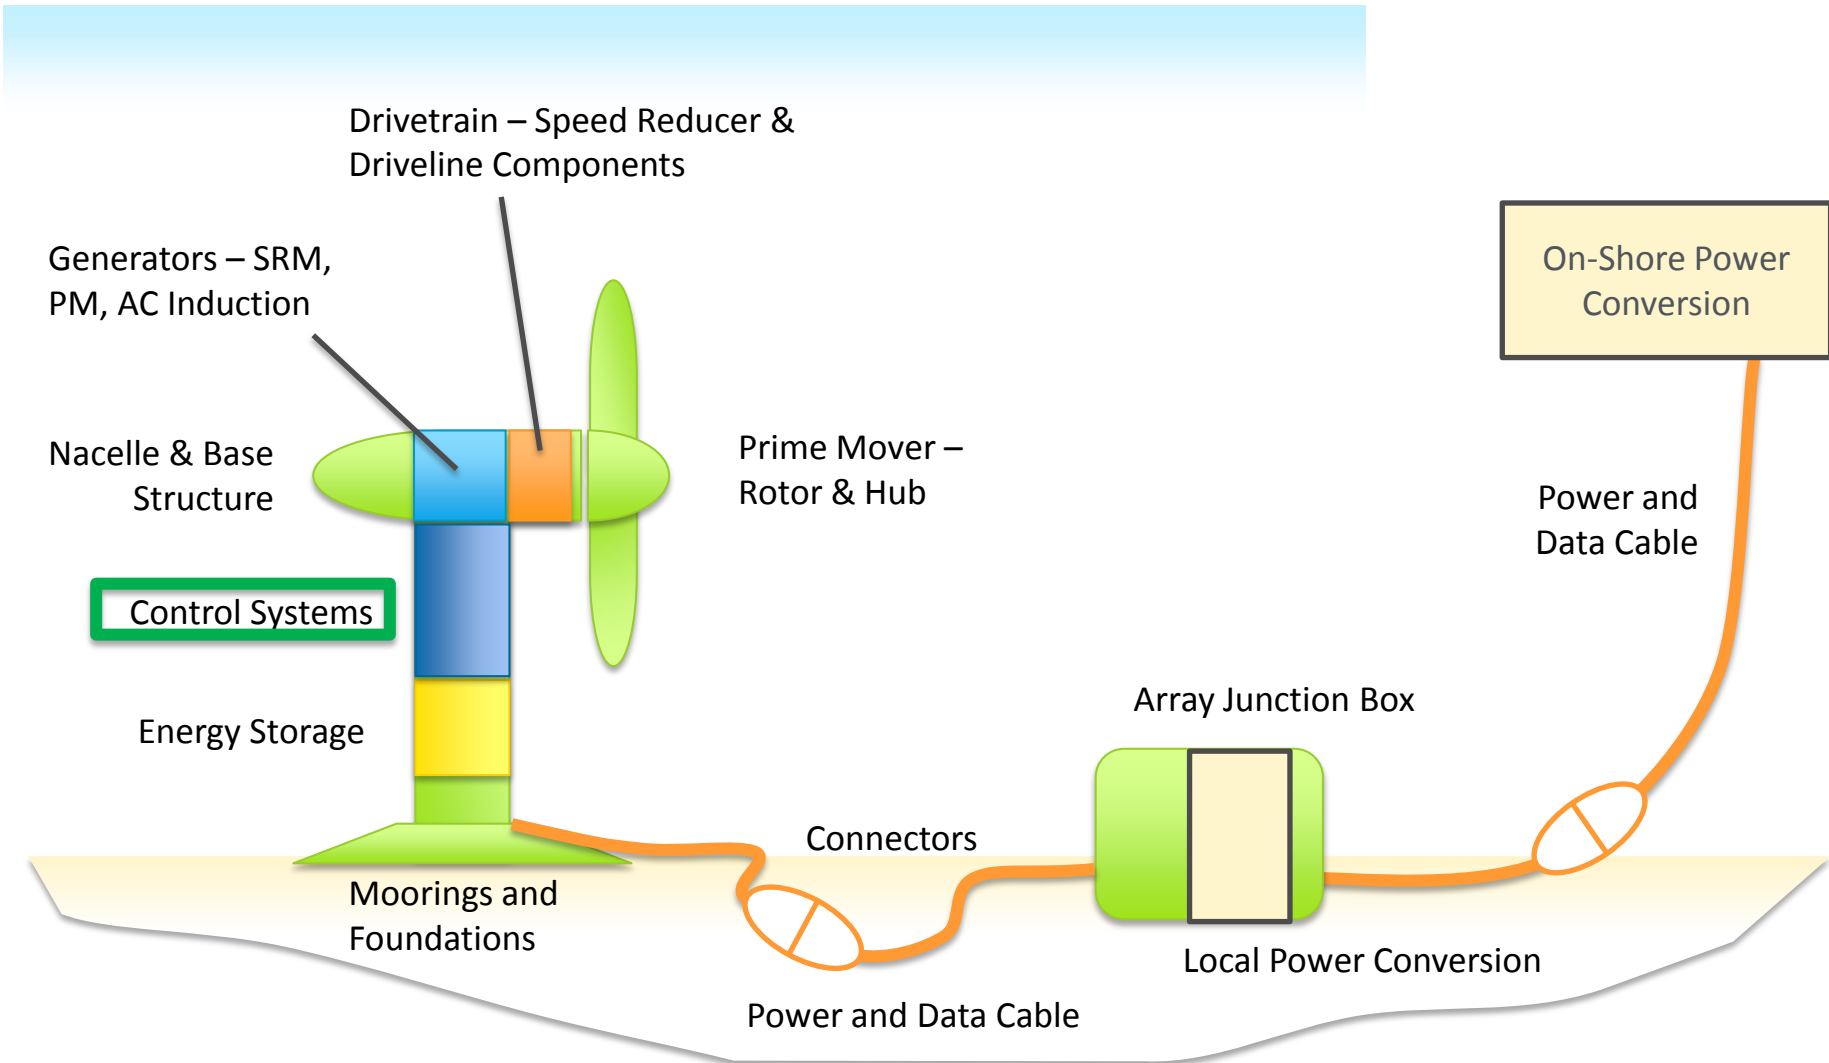 Drivetrain – Speed Reducer &
Driveline Components
Generators – SRM,
PM, AC Induction
On-Shore Power
Conversion
Nacelle & Base
Structure
Prime Mover –
Rotor & Hub
Power and
Data Cable
Control Systems
Energy Storage
Array Junction Box
Connectors
Moorings and
Foundations
Local Power Conversion
Power and Data Cable